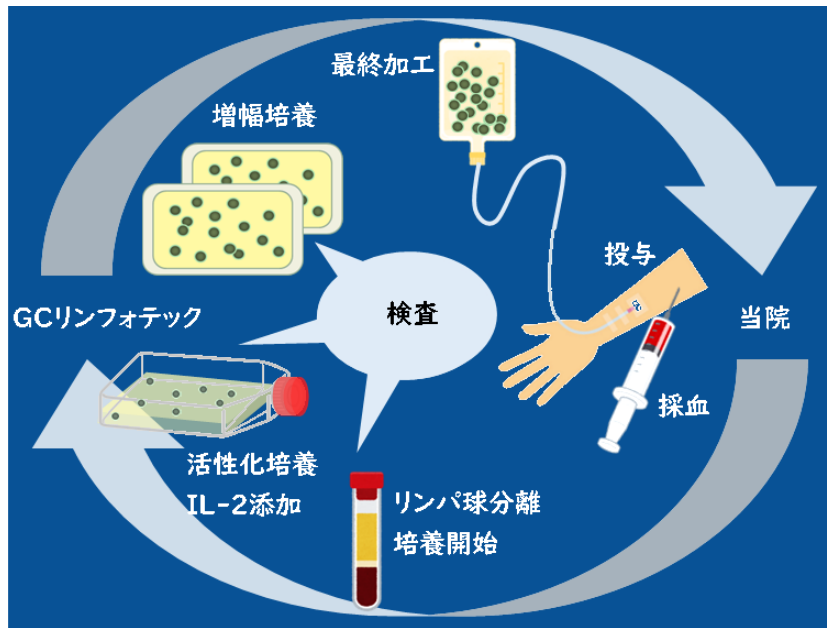 最終加工
増幅培養
投与
GCリンフォテック
検査
当院
採血
活性化培養
IL-2添加
リンパ球分離
培養開始